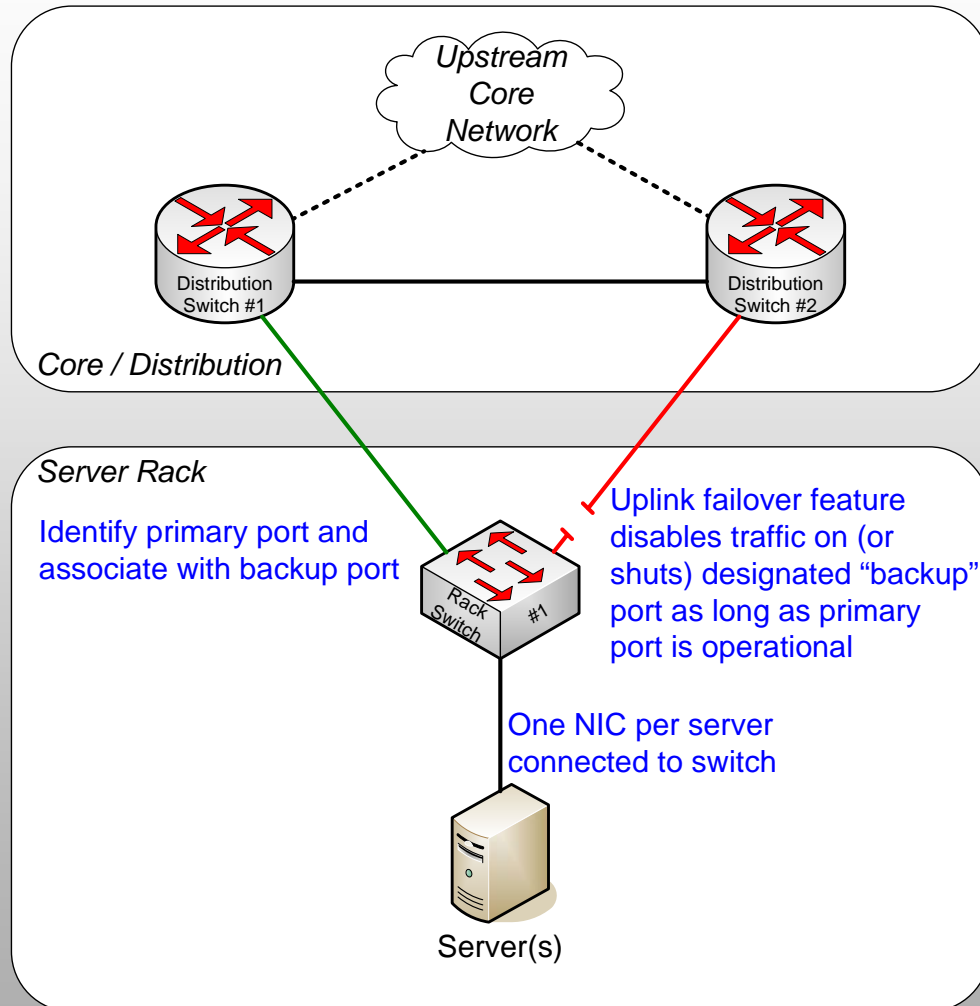 Upstream
Core
Network
Distribution
Switch #1
Distribution
Switch #2
Core / Distribution
Server Rack
Identify primary port and
associate with backup port
Uplink failover feature
disables traffic on (or
shuts) designated “backup”
port as long as primary
port is operational
Rack
Switch
#1
One NIC per server
connected to switch
Server(s)